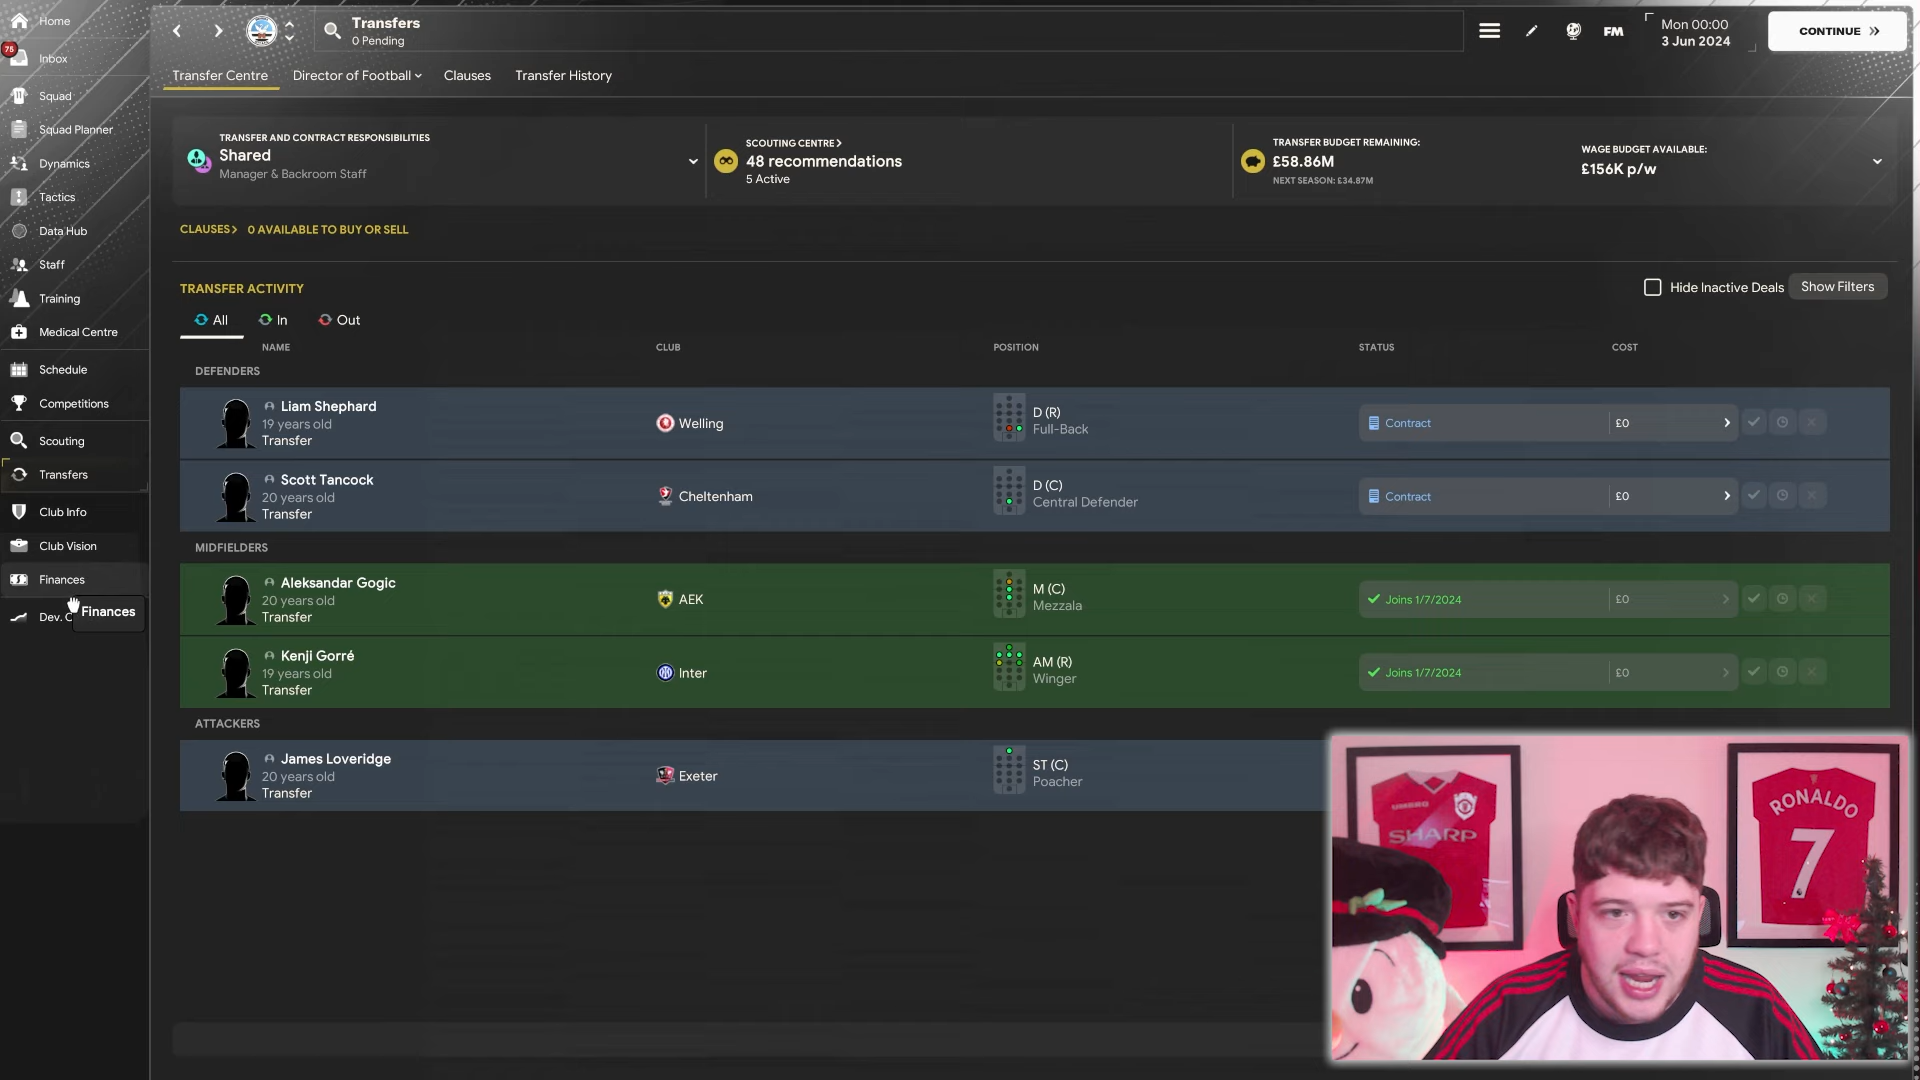 Home
76
Inbox
Squad
Squad Planner
Dynamics
Tactics
Data Hub
Staff
Training
Medical Centre
Schedule
Competitions
Scouting
Transfers
Club Info
Club Vision
Finances
Dev. C
Finances
Transfers
0 Pending
FM
Mon 00:00
3 Jun 2024
CONTINUE
Transfer Centre
Director of Football
Clauses
Transfer History
TRANSFER AND CONTRACT RESPONSIBILITIES
Shared
Manager & Backroom Staff
SCOUTING CENTRE
48 recommendations
5 Active
TRANSFER BUDGET REMAINING:
£58.86M
NEXT SEASON: £34.87M
WAGE BUDGET AVAILABLE:
£156K p/w
CLAUSES 0 AVAILABLE TO BUY OR SELL
TRANSFER ACTIVITY
Hide Inactive Deals
Show Filters
All
In
Out
NAME CLUB POSITION STATUS COST
DEFENDERS
Liam Shephard
19 years old
Transfer
Welling
D (R)
Full-Back
Contract
£0
Scott Tancock
20 years old
Transfer
Cheltenham
D (C)
Central Defender
Contract
£0
MIDFIELDERS
Aleksandar Gogic
20 years old
Transfer
AEK
M (C)
Mezzala
Joins 1/7/2024
£0
Kenji Gorré
19 years old
Transfer
Inter
AM (R)
Winger
Joins 1/7/2024
£0
ATTACKERS
James Loveridge
20 years old
Transfer
Exeter
ST (C)
Poacher
UMBRO
SHARP
RONALDO
7